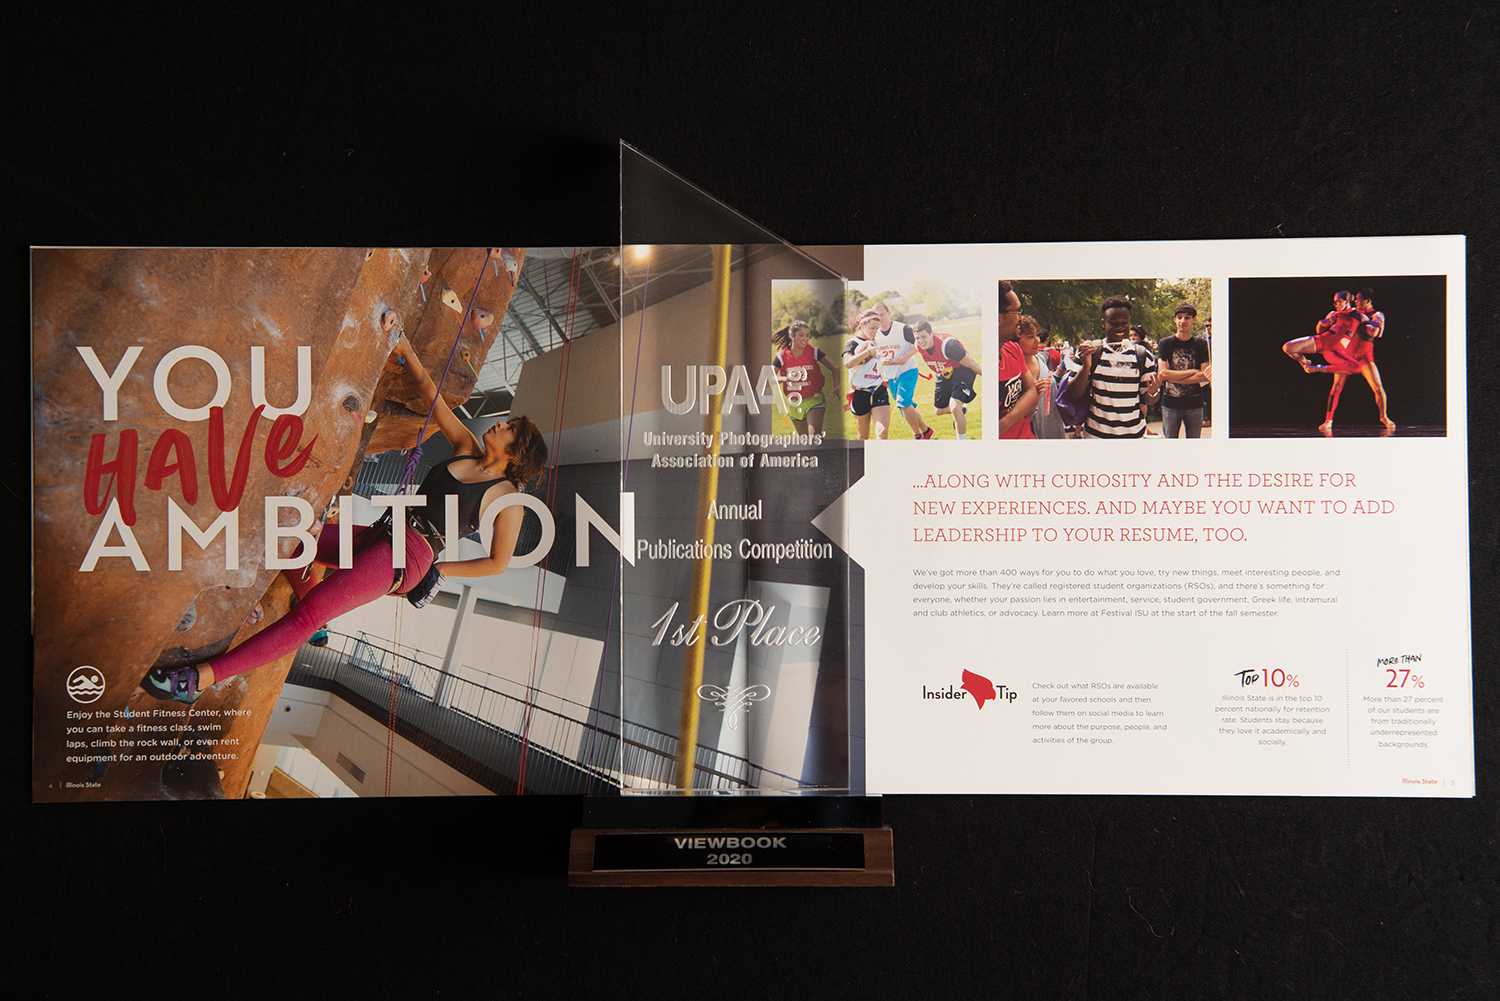 YOU
HAVE
AMBITION
Enjoy the Student Fitness Center, where
you can take a fitness class, swim
laps, climb the rock wall, or even rent
equipment for an outdoor adventure.
4 | Illinois State
UPAA.org
University Photographers'
Association of America
Annual
Publications Competition
1st Place
VIEWBOOK
2020
27
...ALONG WITH CURIOSITY AND THE DESIRE FOR
NEW EXPERIENCES. AND MAYBE YOU WANT TO ADD
LEADERSHIP TO YOUR RESUME, TOO.
We've got more than 400 ways for you to do what you love, try new things, meet interesting people, and
develop your skills. They're called registered student organizations (RSOs), and there's something for
everyone, whether your passion lies in entertainment, service, student government, Greek life, intramural
and club athletics, or advocacy. Learn more at Festival ISU at the start of the fall semester.
Insider Tip
Check out what RSOs are available
at your favored schools and then
follow them on social media to learn
more about the purpose, people, and
activities of the group.
TOP 10%
Illinois State is in the top 10
percent nationally for retention
rate. Students stay because
they love it academically and
socially.
MORE THAN
27%
More than 27 percent
of our students are
from traditionally
underrepresented
backgrounds.
Illinois State | 5